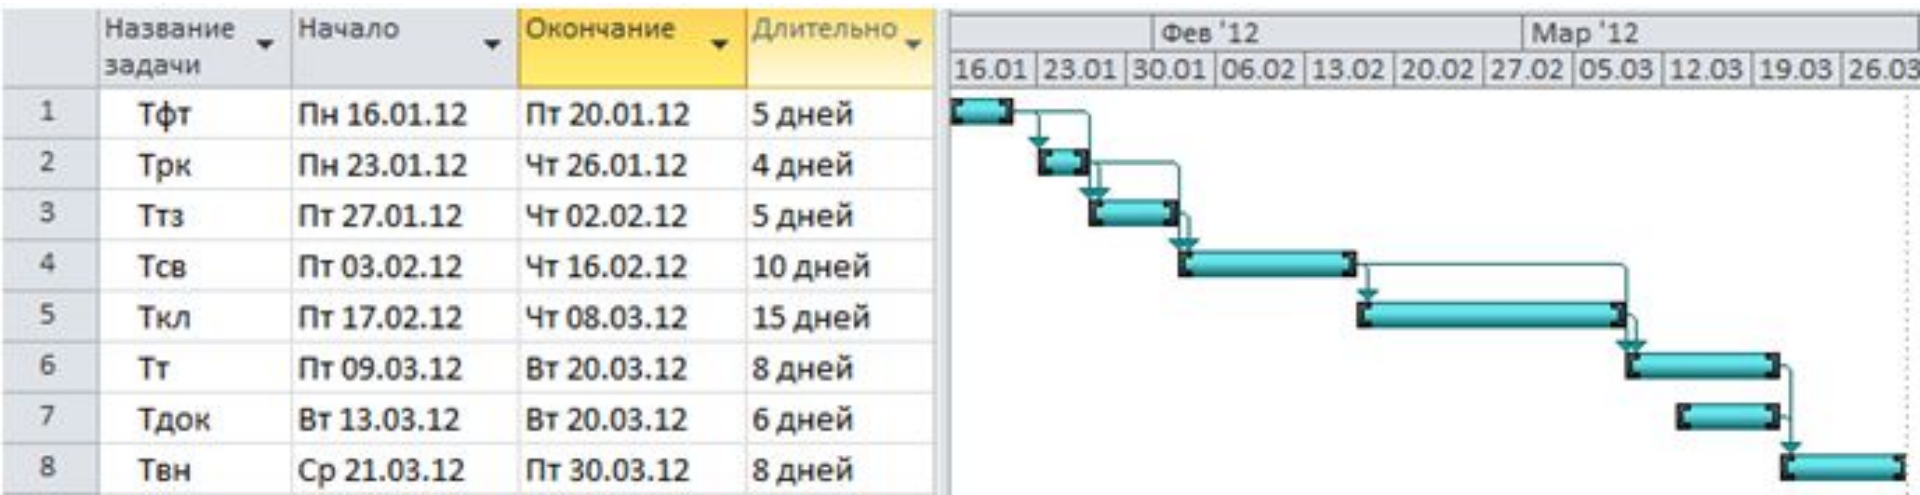 Название задачи Начало Окончание Длительно
Фев '12 Мар '12
16.01 23.01 30.01 06.02 13.02 20.02 27.02 05.03 12.03 19.03 26.03
1 Тфт Пн 16.01.12 Пт 20.01.12 5 дней
2 Трк Пн 23.01.12 Чт 26.01.12 4 дней
3 Ттз Пт 27.01.12 Чт 02.02.12 5 дней
4 Тсв Пт 03.02.12 Чт 16.02.12 10 дней
5 Ткл Пт 17.02.12 Чт 08.03.12 15 дней
6 Тт Пт 09.03.12 Вт 20.03.12 8 дней
7 Тдок Вт 13.03.12 Вт 20.03.12 6 дней
8 Твн Ср 21.03.12 Пт 30.03.12 8 дней